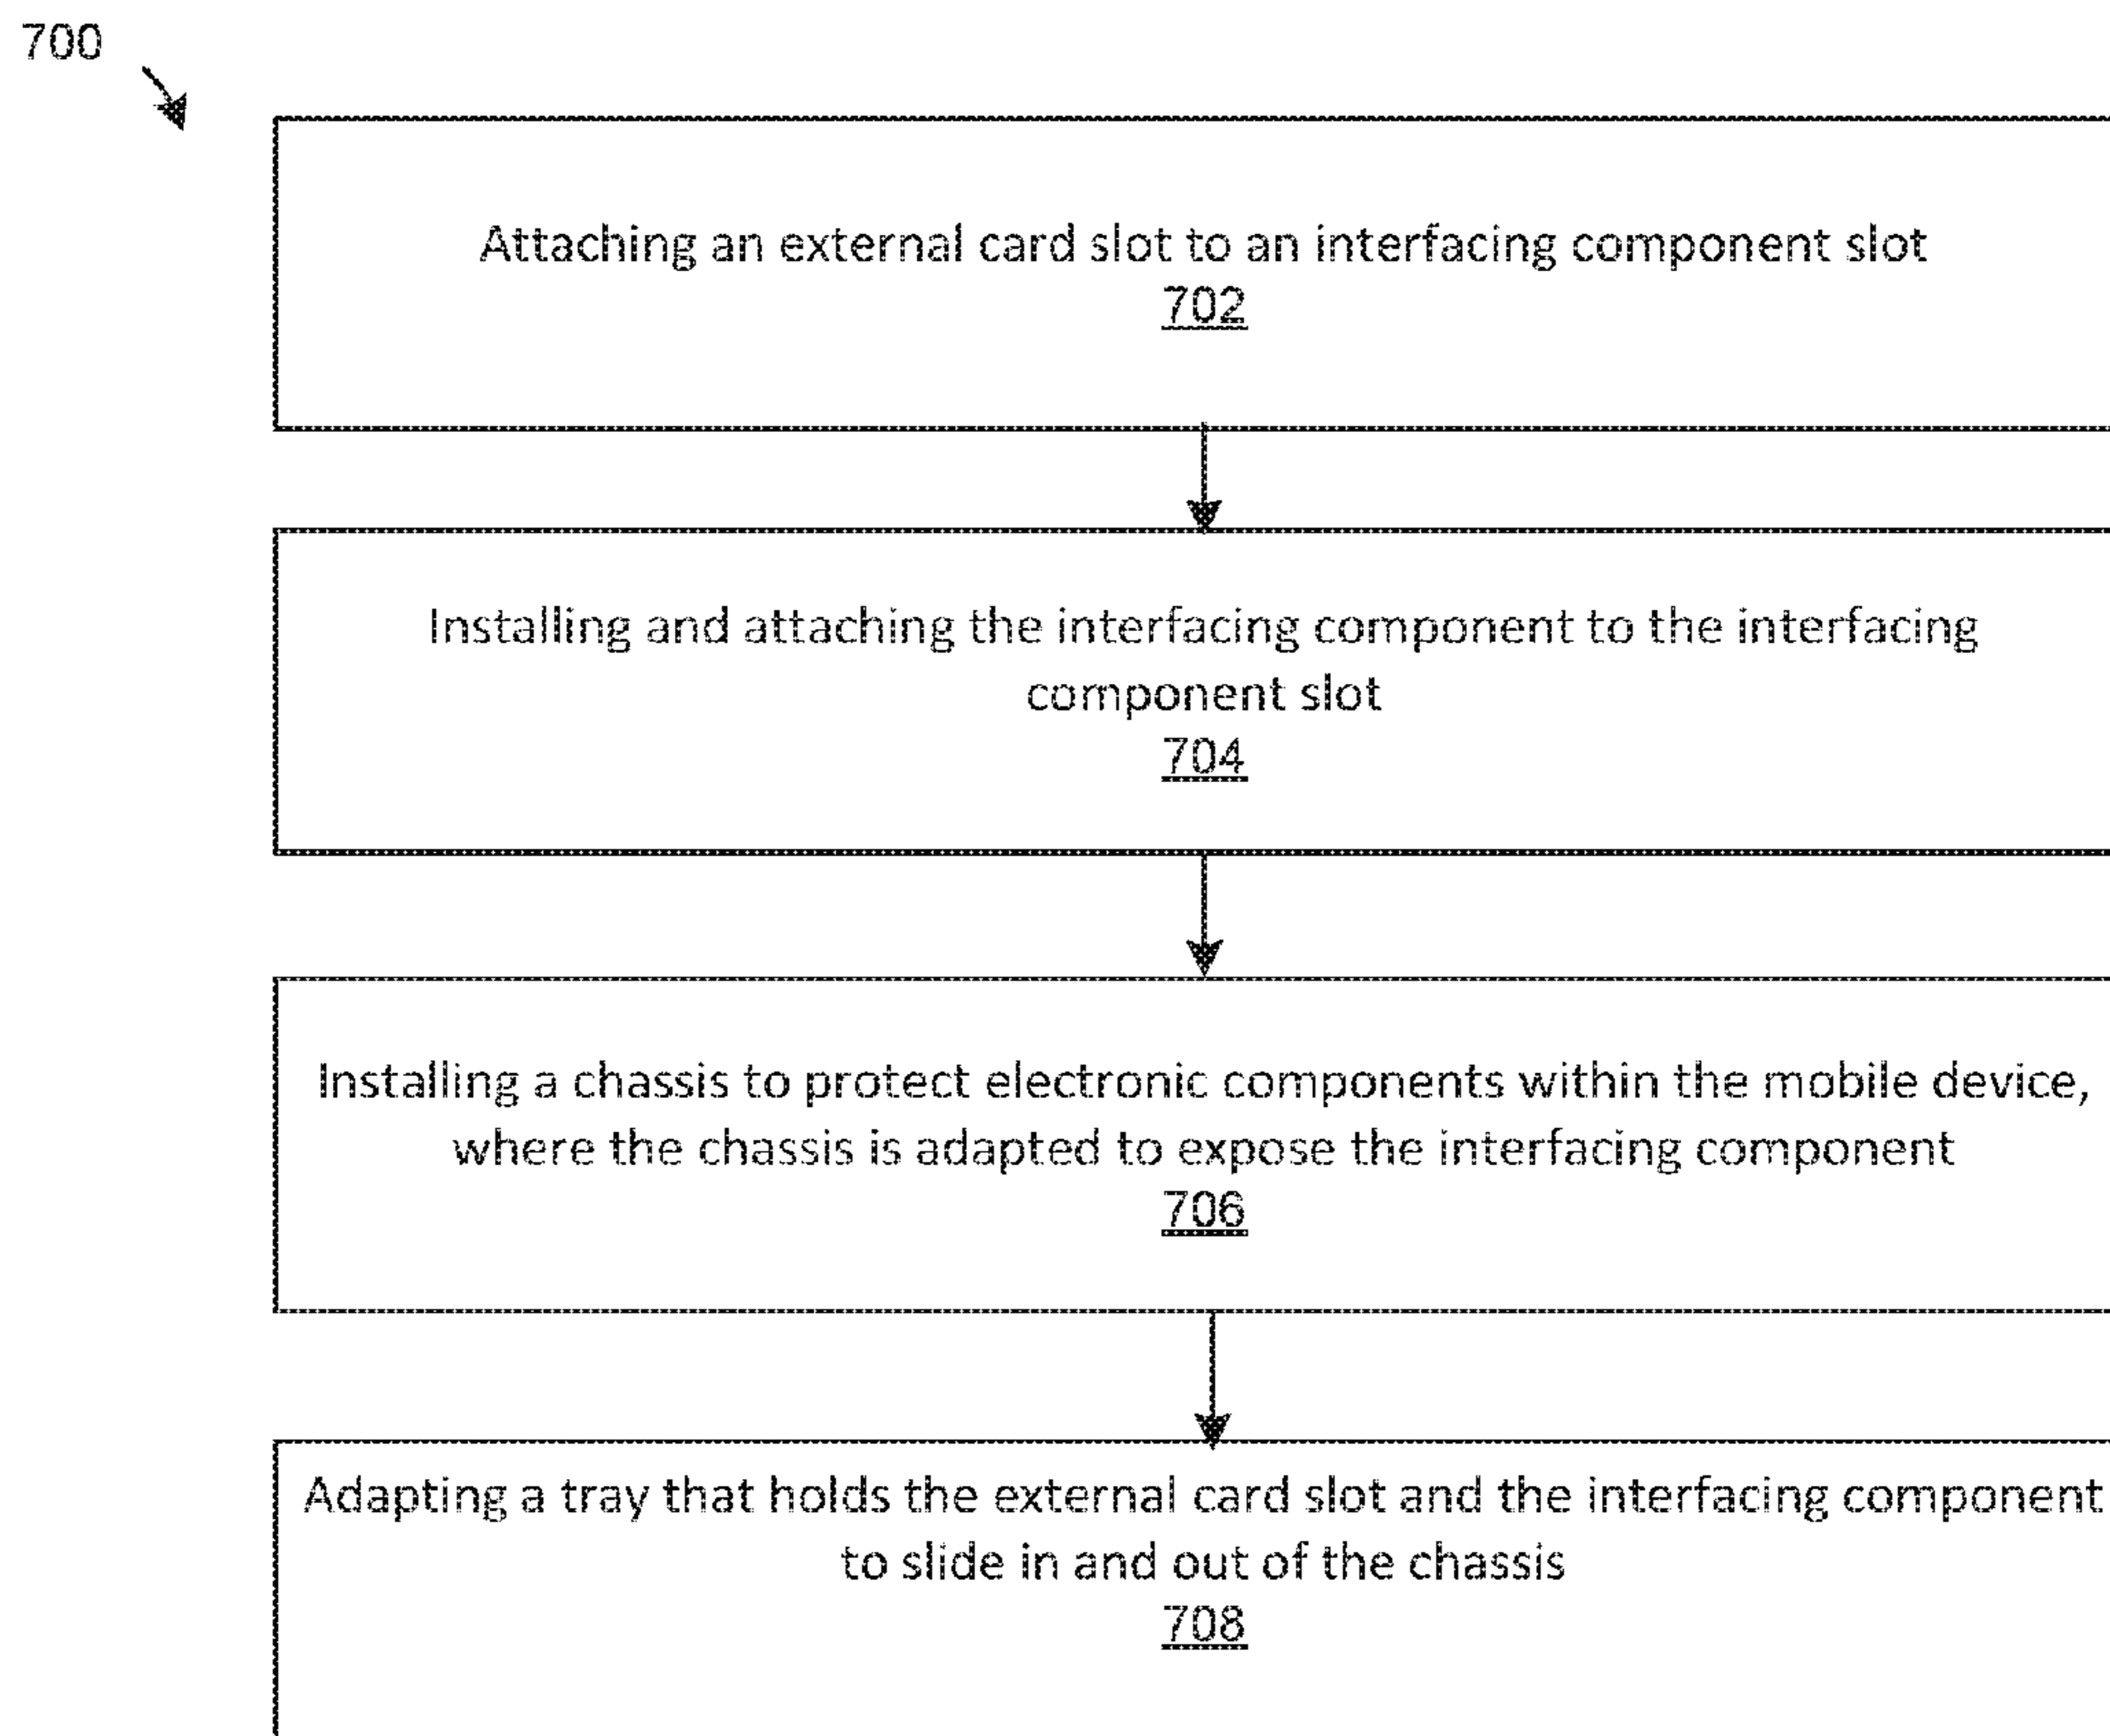 700
Attaching an external card slot to an interfacing component slot
702
Installing and attaching the interfacing component to the interfacing
component slot
704
Installing a chassis to protect electronic components within the mobile device,
where the chassis is adapted to expose the interfacing component
706
Adapting a tray that holds the external card slot and the interfacing component
to slide in and out of the chassis
708